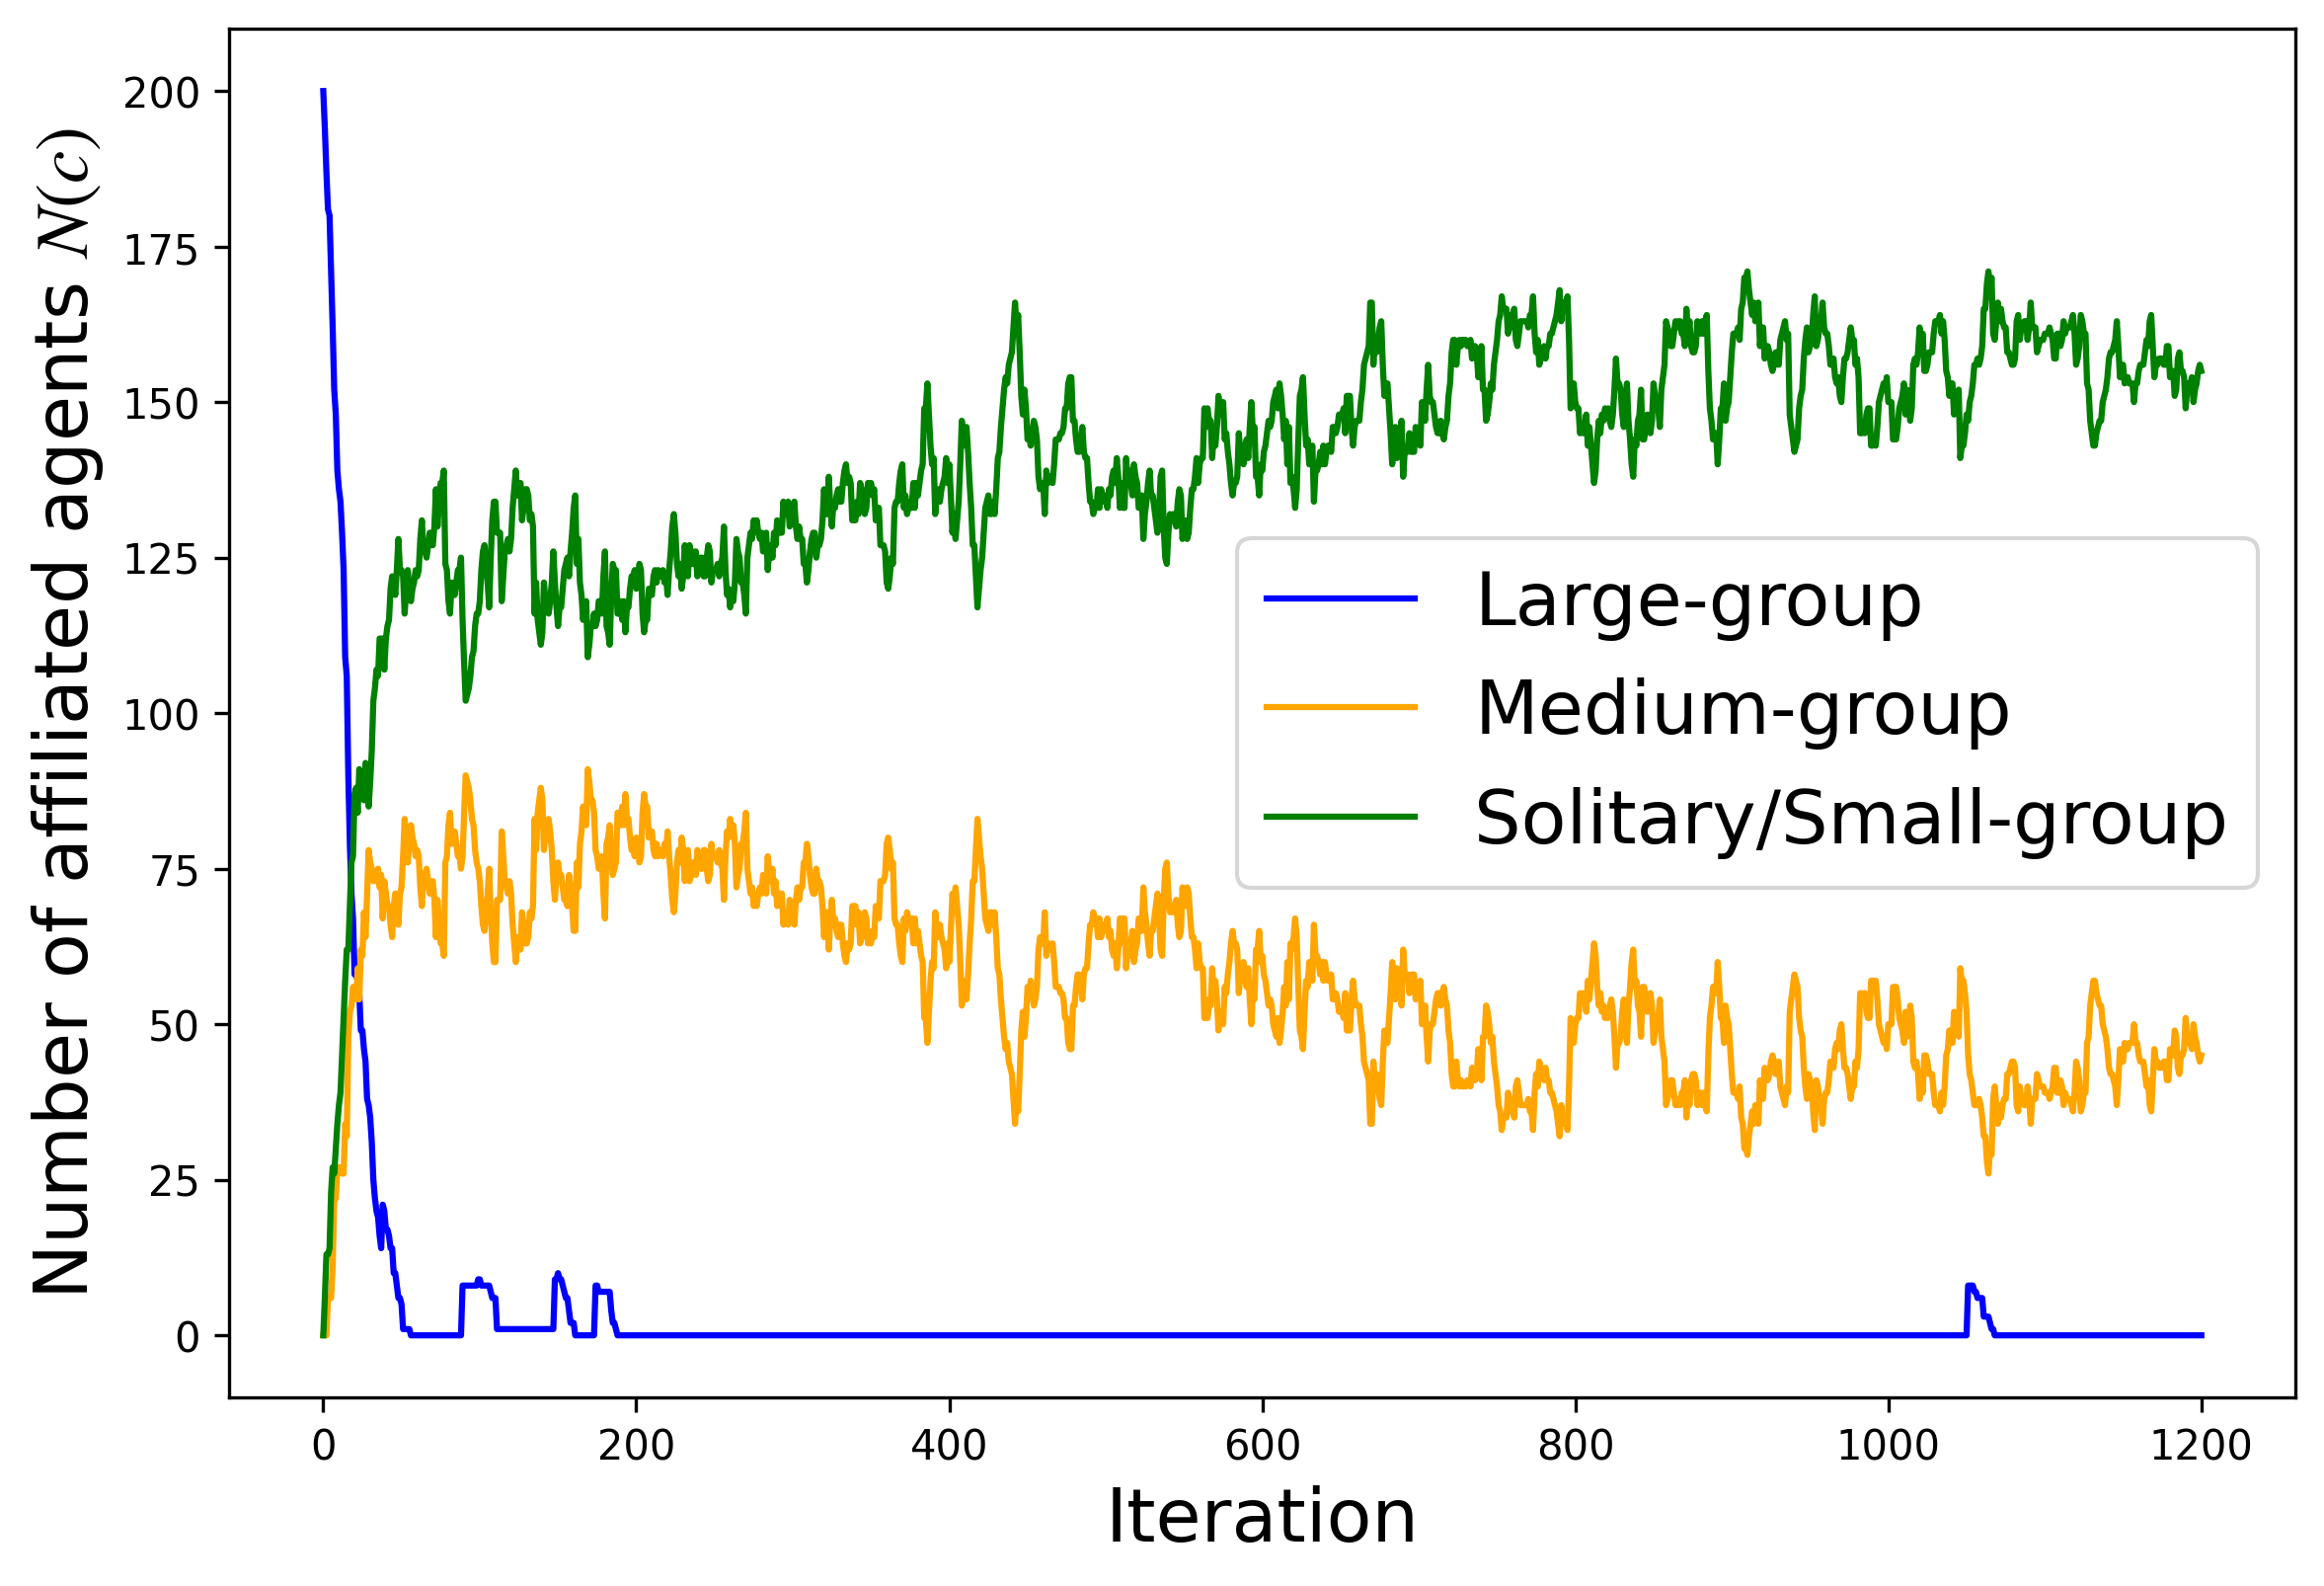 Number of affiliated agents N(c)
200
175
150
125
100
75
50
25
0
Large-group
Medium-group
Solitary/Small-group
0 200 400 600 800 1000 1200
Iteration